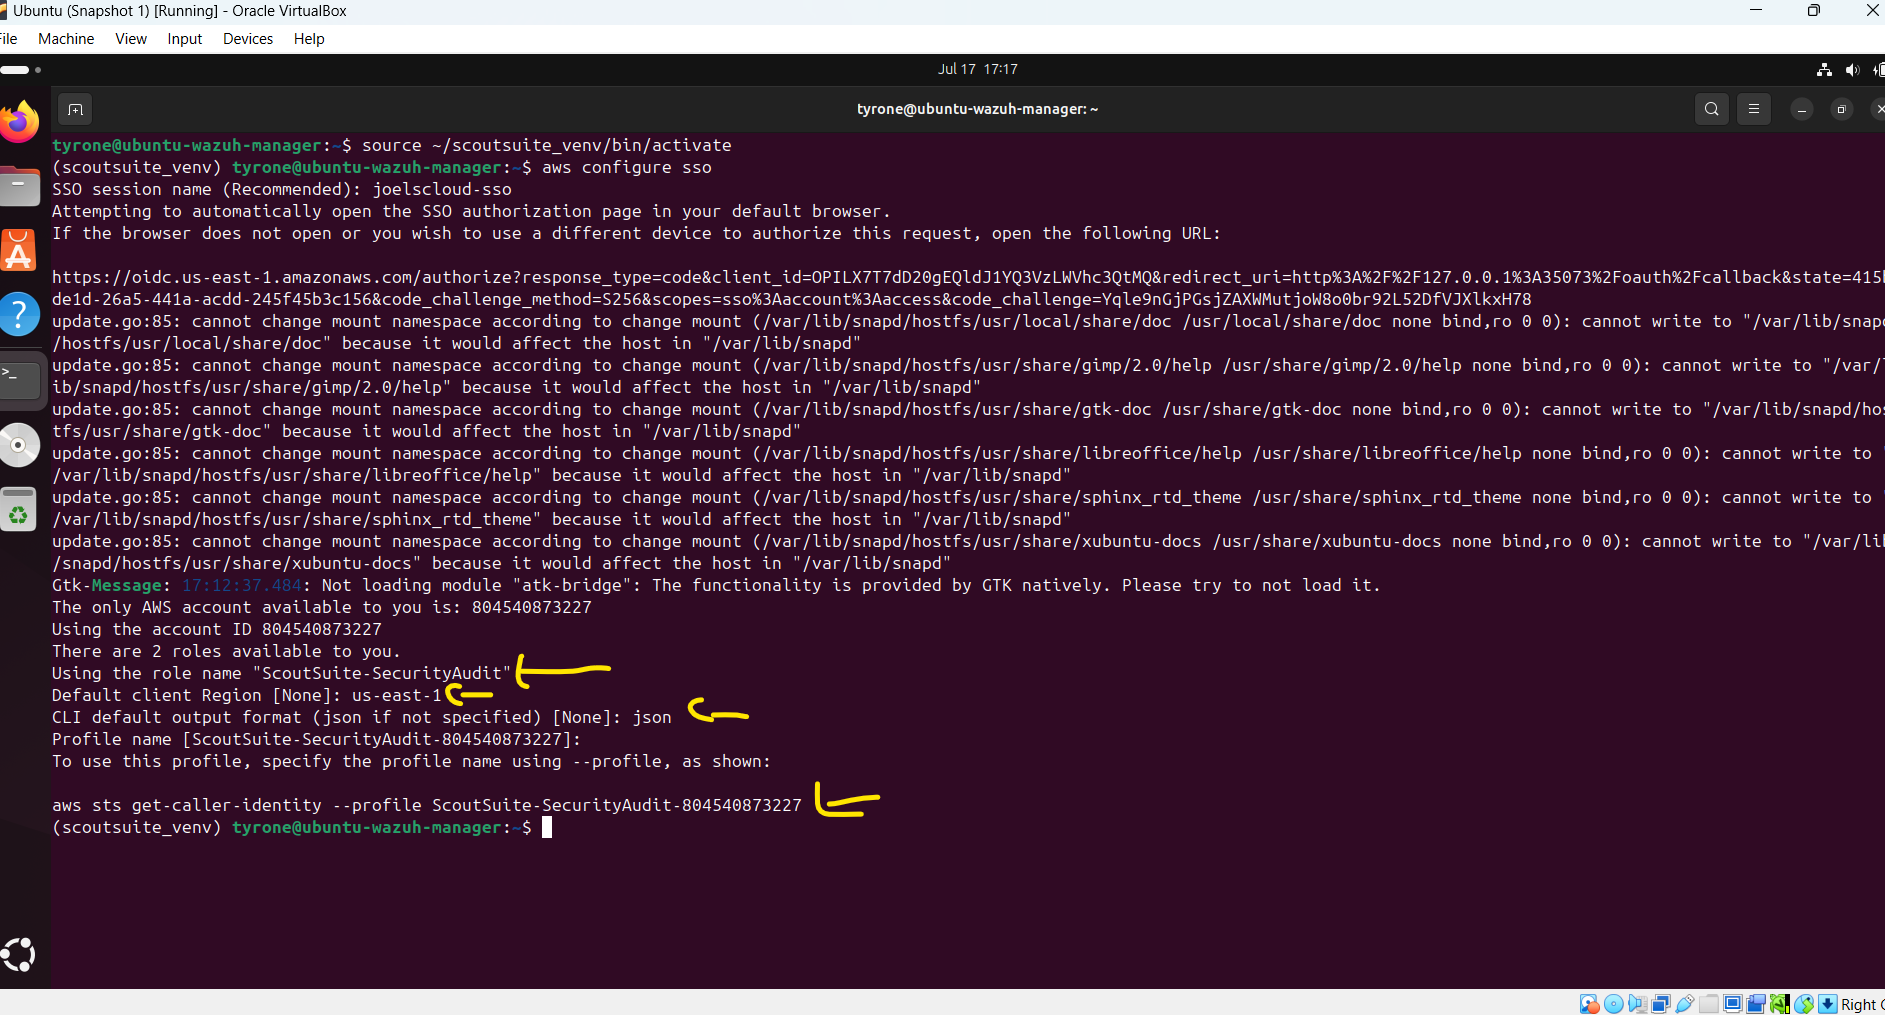 Ubuntu (Snapshot 1) [Running] - Oracle VirtualBox
File Machine View Input Devices Help
Jul 17 17:17
tyrone@ubuntu-wazuh-manager: ~
tyrone@ubuntu-wazuh-manager:~$ source ~/scoutsuite_venv/bin/activate
(scoutsuite_venv) tyrone@ubuntu-wazuh-manager:~$ aws configure sso
SSO session name (Recommended): joelscloud-sso
Attempting to automatically open the SSO authorization page in your default browser.
If the browser does not open or you wish to use a different device to authorize this request, open the following URL:
https://oidc.us-east-1.amazonaws.com/authorize?response_type=code&client_id=OPILX7T7dD20gEQldJ1YQ3VzLWVhc3QtMQ&redirect_uri=http%3A%2F%2F127.0.0.1%3A35073%2Foauth%2Fcallback&state=415b
de1d-26a5-441a-acdd-245f45b3c156&code_challenge_method=S256&scopes=sso%3Aaccount%3Aaccess&code_challenge=Yqle9nGjPGsjZAXWMutjoW8o0br92L52DfVJXlkxH78
update.go:85: cannot change mount namespace according to change mount (/var/lib/snapd/hostfs/usr/local/share/doc /usr/local/share/doc none bind,ro 0 0): cannot write to "/var/lib/snapd
/hostfs/usr/local/share/doc" because it would affect the host in "/var/lib/snapd"
update.go:85: cannot change mount namespace according to change mount (/var/lib/snapd/hostfs/usr/share/gimp/2.0/help /usr/share/gimp/2.0/help none bind,ro 0 0): cannot write to "/var/l
ib/snapd/hostfs/usr/share/gimp/2.0/help" because it would affect the host in "/var/lib/snapd"
update.go:85: cannot change mount namespace according to change mount (/var/lib/snapd/hostfs/usr/share/gtk-doc /usr/share/gtk-doc none bind,ro 0 0): cannot write to "/var/lib/snapd/hos
tfs/usr/share/gtk-doc" because it would affect the host in "/var/lib/snapd"
update.go:85: cannot change mount namespace according to change mount (/var/lib/snapd/hostfs/usr/share/libreoffice/help /usr/share/libreoffice/help none bind,ro 0 0): cannot write to "
/var/lib/snapd/hostfs/usr/share/libreoffice/help" because it would affect the host in "/var/lib/snapd"
update.go:85: cannot change mount namespace according to change mount (/var/lib/snapd/hostfs/usr/share/sphinx_rtd_theme /usr/share/sphinx_rtd_theme none bind,ro 0 0): cannot write to "
/var/lib/snapd/hostfs/usr/share/sphinx_rtd_theme" because it would affect the host in "/var/lib/snapd"
update.go:85: cannot change mount namespace according to change mount (/var/lib/snapd/hostfs/usr/share/xubuntu-docs /usr/share/xubuntu-docs none bind,ro 0 0): cannot write to "/var/lib
/snapd/hostfs/usr/share/xubuntu-docs" because it would affect the host in "/var/lib/snapd"
Gtk-Message: 17:12:37.484: Not loading module "atk-bridge": The functionality is provided by GTK natively. Please try to not load it.
The only AWS account available to you is: 804540873227
Using the account ID 804540873227
There are 2 roles available to you.
Using the role name "ScoutSuite-SecurityAudit"
Default client Region [None]: us-east-1
CLI default output format (json if not specified) [None]: json
Profile name [ScoutSuite-SecurityAudit-804540873227]:
To use this profile, specify the profile name using --profile, as shown:
aws sts get-caller-identity --profile ScoutSuite-SecurityAudit-804540873227
(scoutsuite_venv) tyrone@ubuntu-wazuh-manager:~$
Right C